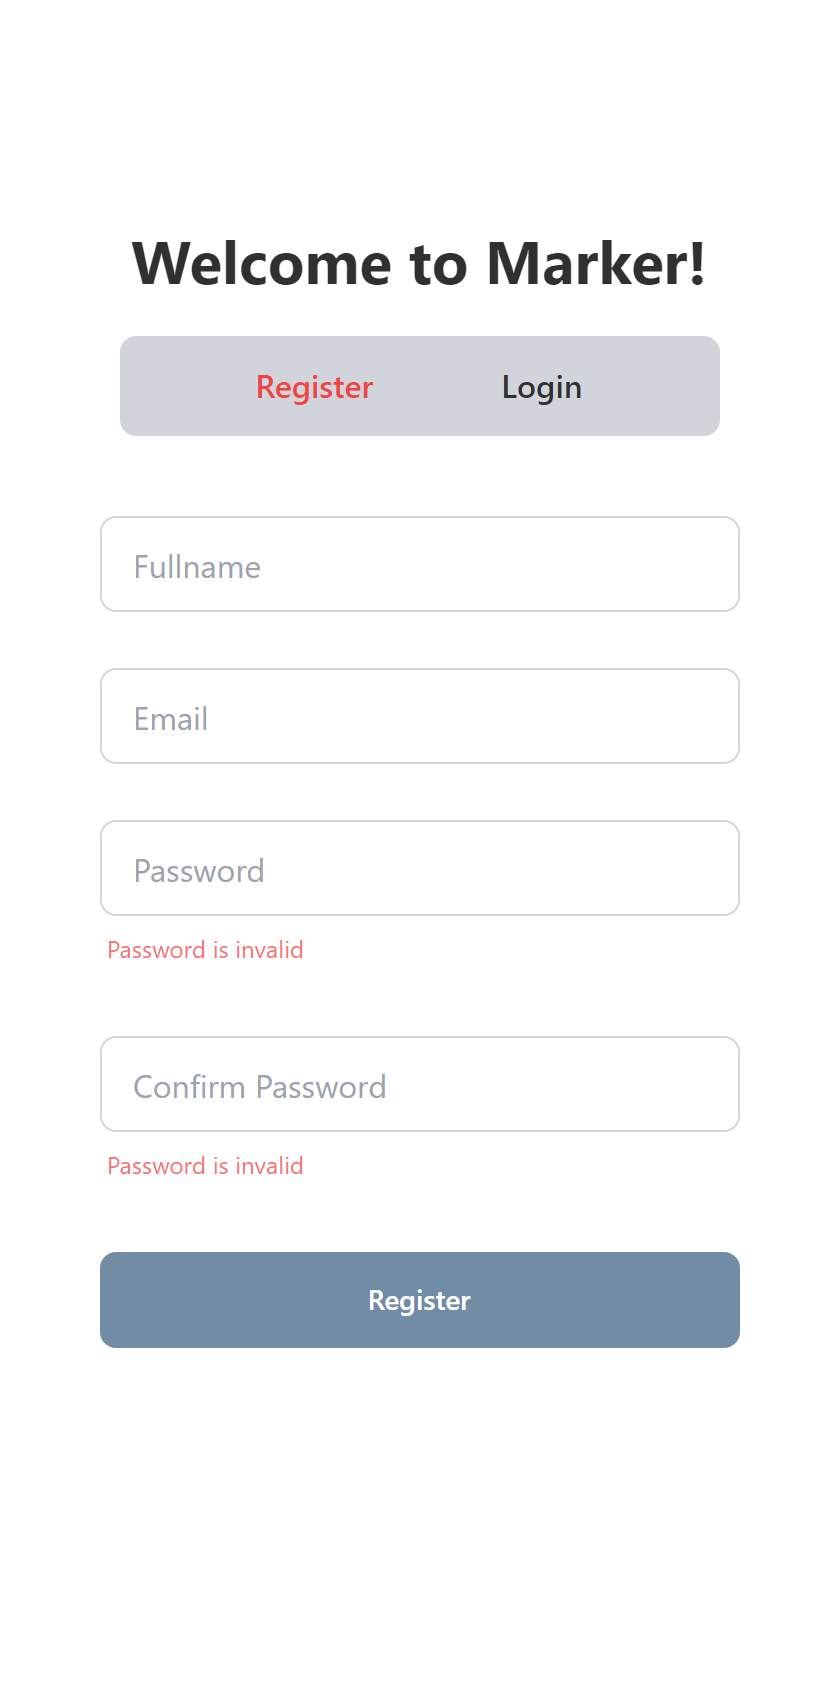 Welcome to Marker!
Register Login
Fullname
Email
Password
Password is invalid
Confirm Password
Password is invalid
Register